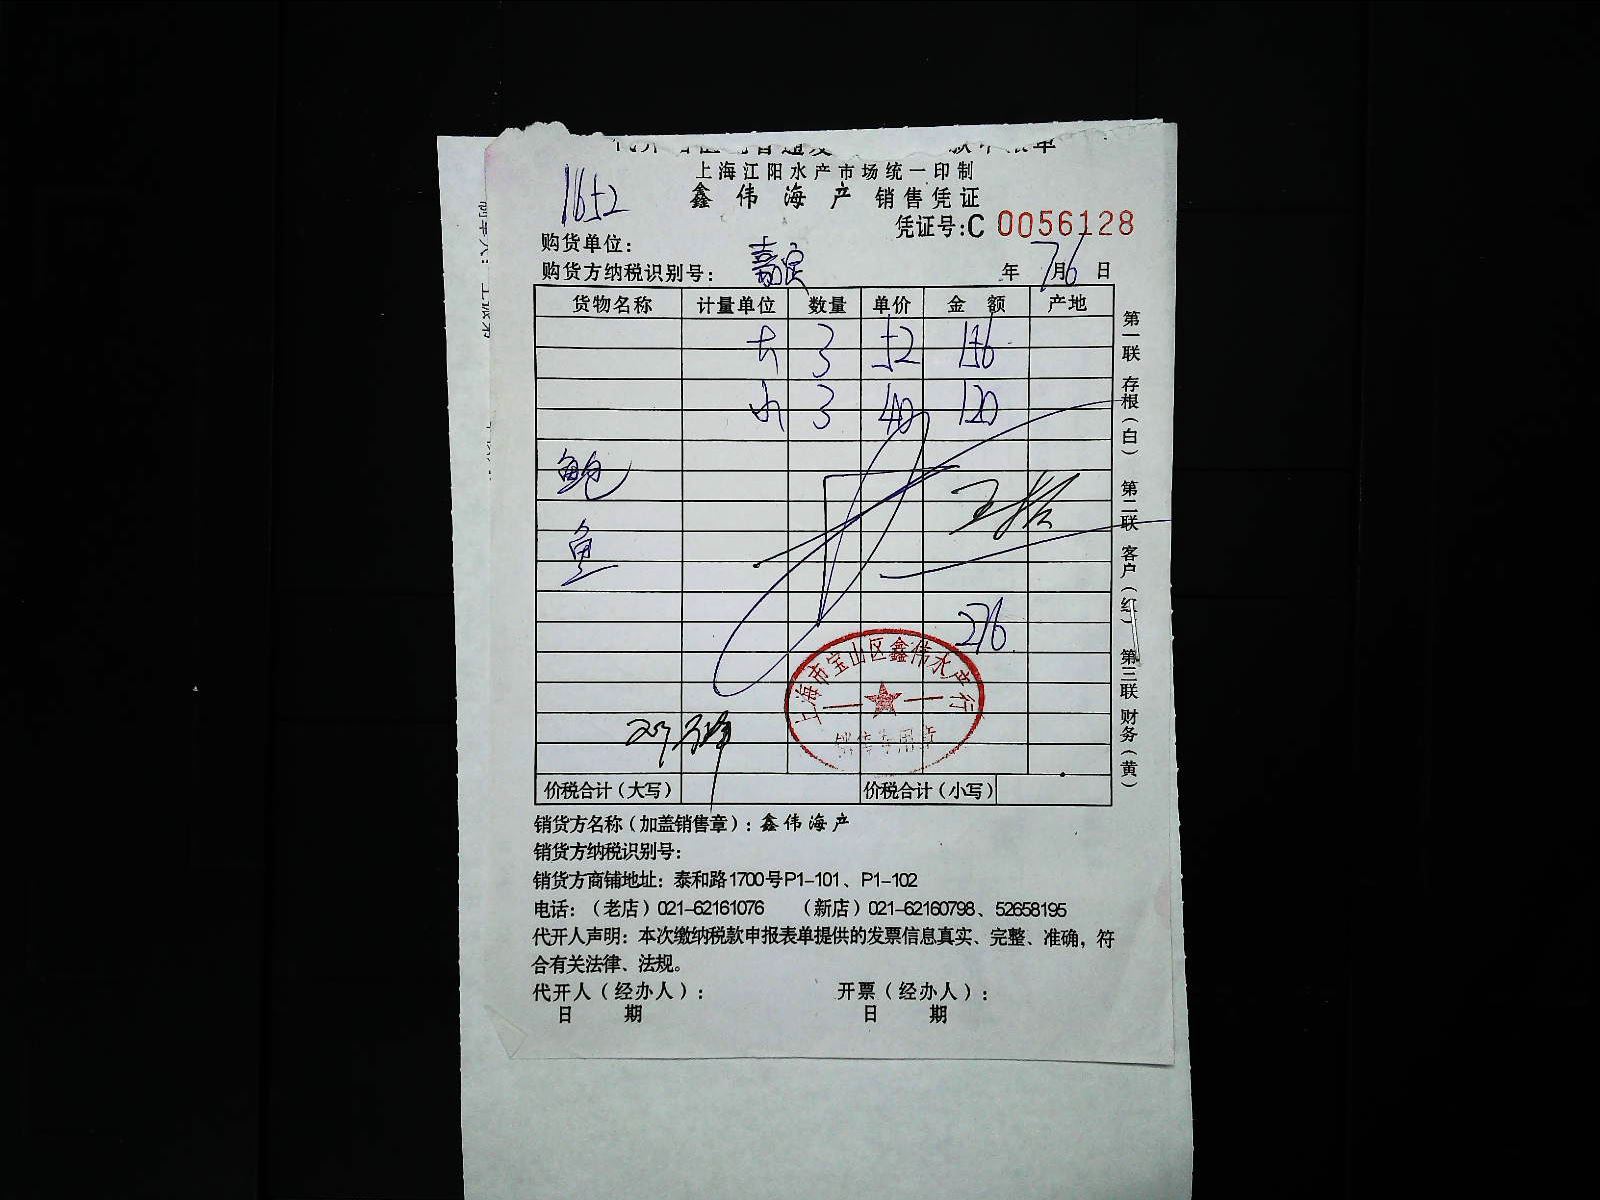 上海江阳水产市场统一印制
1652
鑫伟海产 销售凭证
凭证号:C 0056128
购货单位:
购货方纳税识别号: 嘉定 年 7月6日
货物名称 计量单位 数量 单价 金额 产地
大 3 52 156
小 3 40 120
鲍
鱼
276
上海市宝山区鑫伟水产行
销售专用章
价税合计(大写) 价税合计(小写)
销货方名称(加盖销售章): 鑫伟海产
销货方纳税识别号:
销货方商铺地址: 泰和路1700号P1-101、P1-102
电话:(老店)021-62161076 (新店)021-62160798、52658195
代开人声明: 本次缴纳税款申报表单提供的发票信息真实、完整、准确,符
合有关法律、法规。
代开人(经办人): 开票(经办人):
日期 日期
第一联 存根(白) 第二联 客户(红) 第三联 财务(黄)